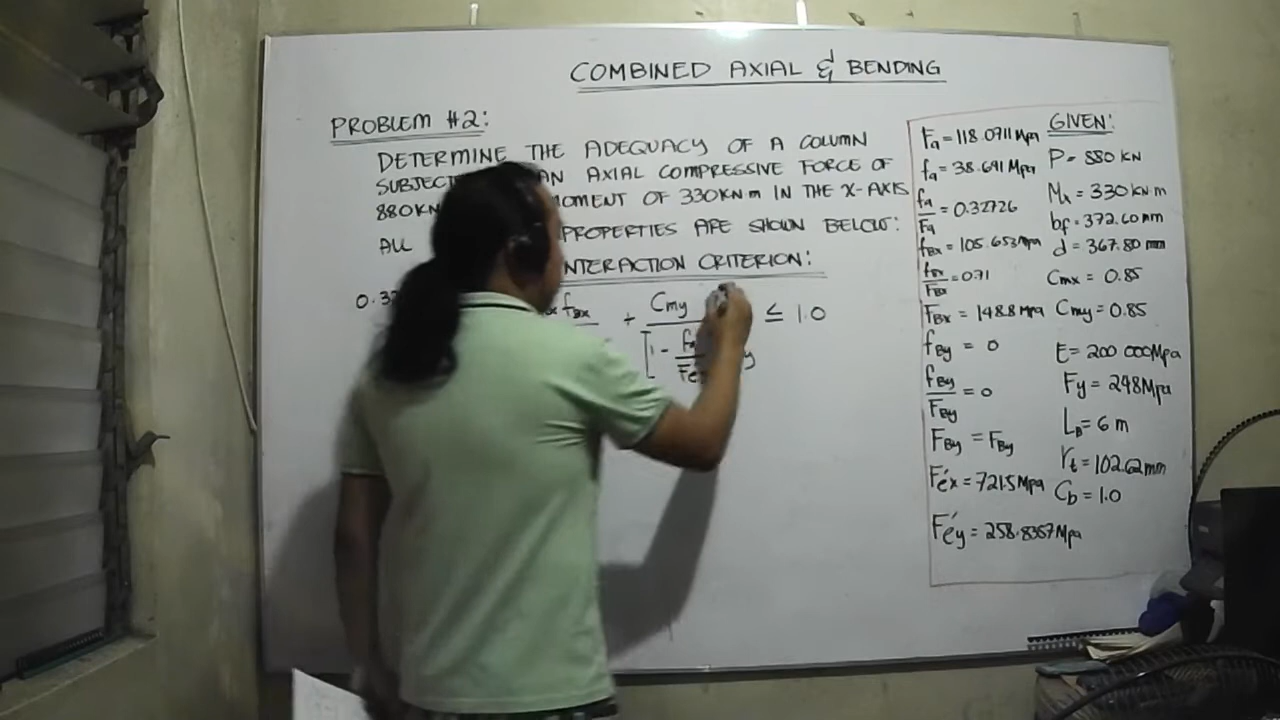 COMBINED AXIAL & BENDING
PROBLEM #2:
DETERMINE THE ADEQUACY OF A COLUMN
AN AXIAL COMPRESSIVE FORCE OF
880KN MOMENT OF 330KN·m IN THE X-AXIS
ALL PROPERTIES ARE SHOWN BELOW:
INTERACTION CRITERION:
fBx + Cmy ≤ 1.0
[1 -
Fa = 118.0711 Mpa
fa = 38.691 Mpa
fa/Fa = 0.32726
fBx = 105.653 Mpa
fBx/FBx = 0.71
FBx = 148.8 Mpa
fBy = 0
fBy/FBy = 0
FBy = FBy
F'ex = 721.5 Mpa
F'ey = 258.8357 Mpa
GIVEN:
P = 880 KN
Mx = 330 KN·m
bf = 372.60 mm
d = 367.80 mm
Cmx = 0.85
Cmy = 0.85
E = 200 000 Mpa
Fy = 248 Mpa
LB = 6 m
rt = 102.62 mm
Cb = 1.0